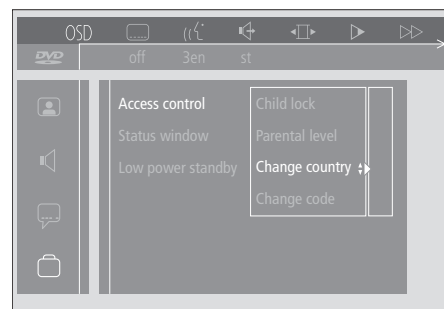 OSD
DVD off 3en st
Access control Child lock
Status window Parental level
Low power standby Change country
Change code